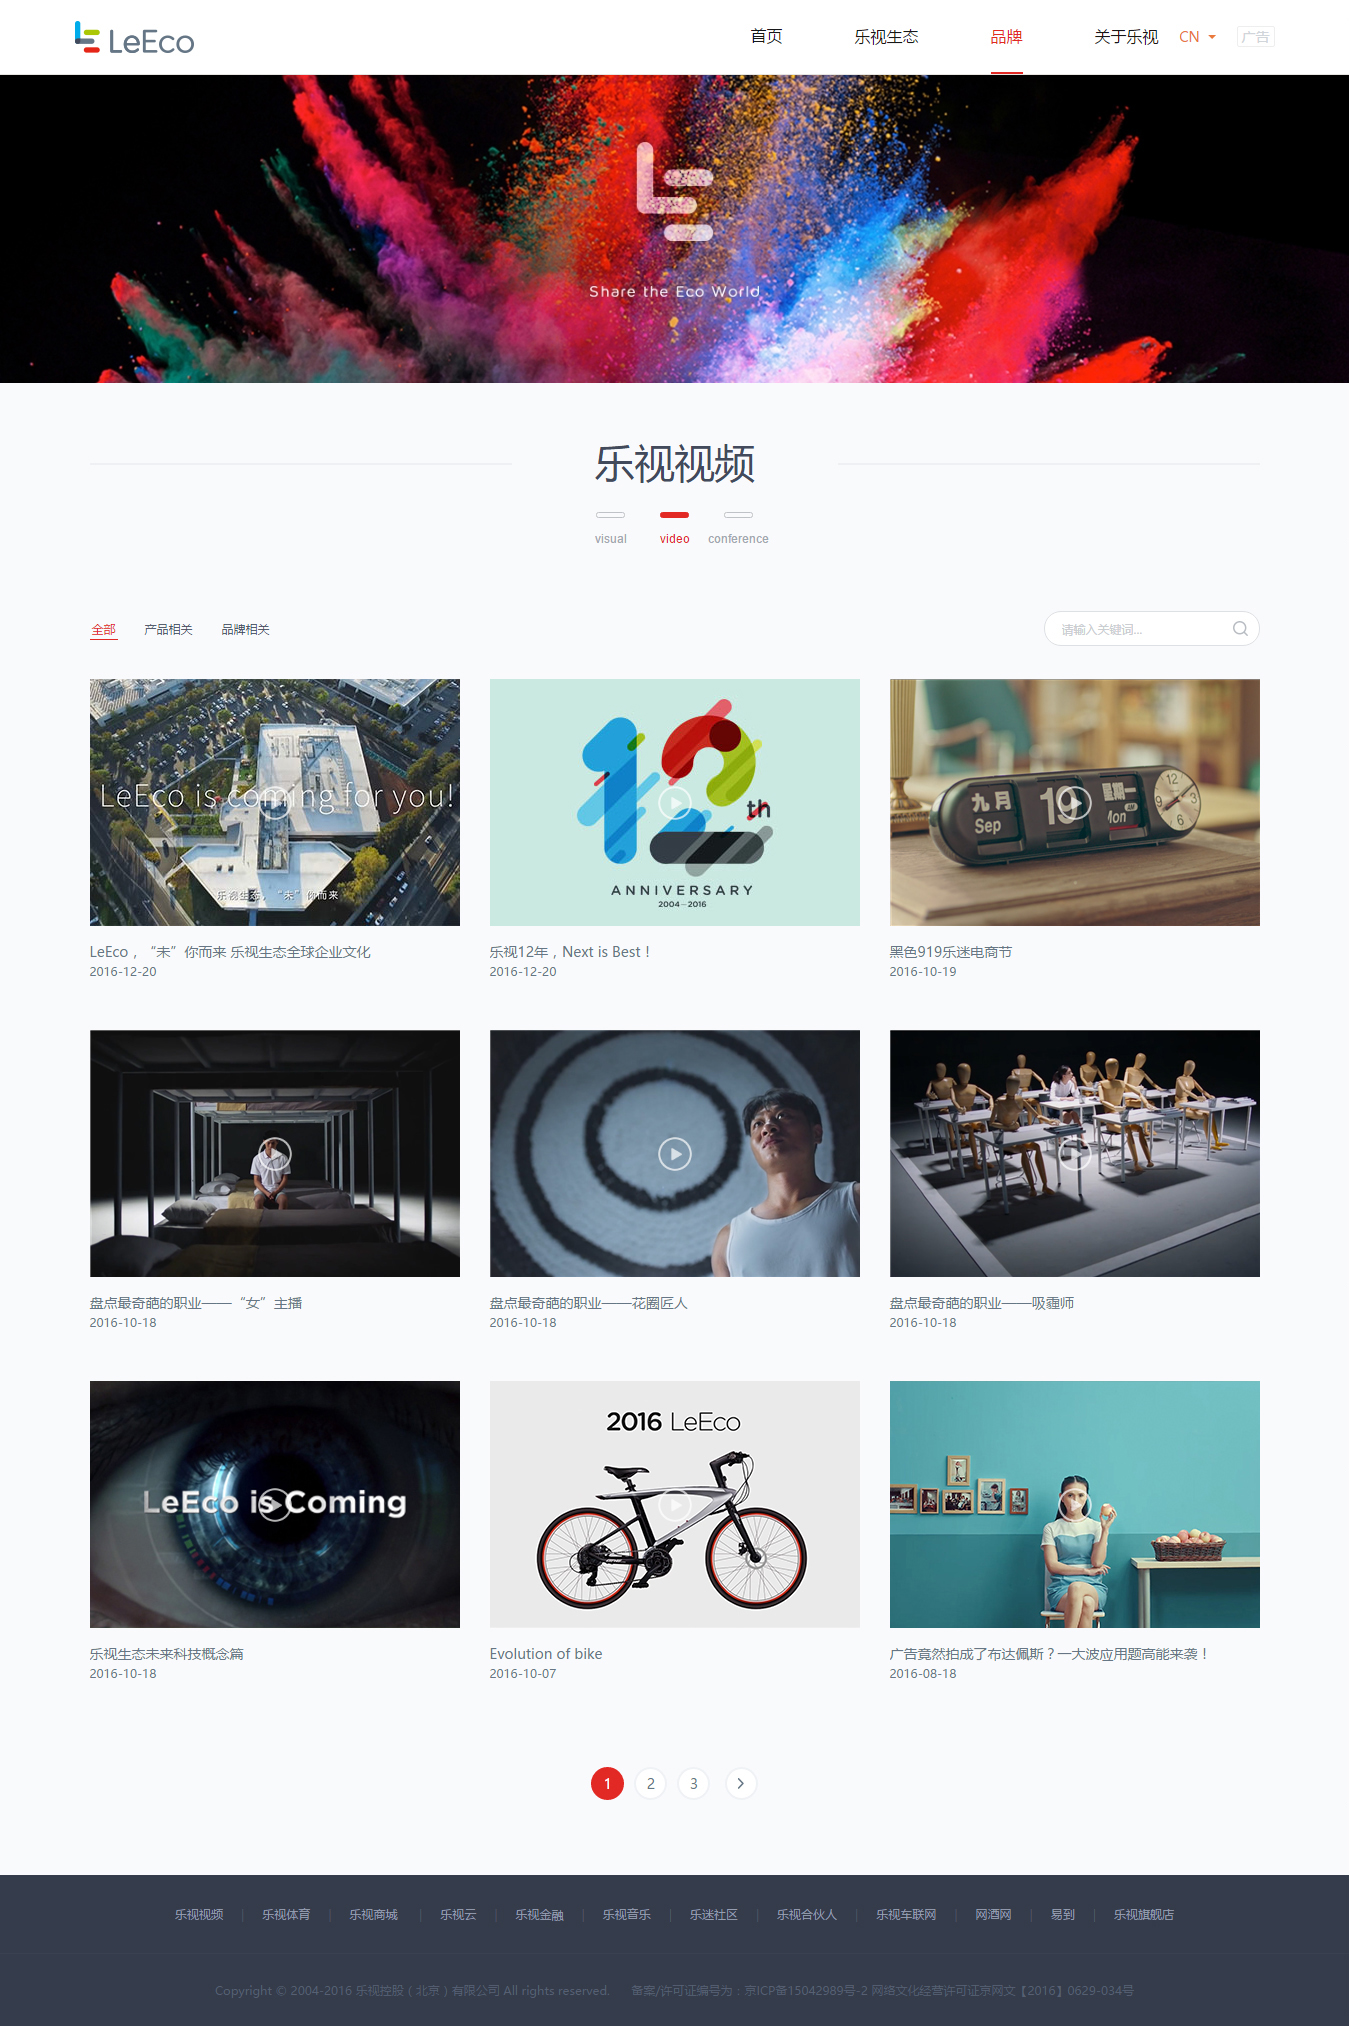 LeEco
首页
乐视生态
品牌
关于乐视
CN
广告
Share the Eco World
乐视视频
visual
video
conference
全部
产品相关
品牌相关
请输入关键词...
LeEco is coming for you!
乐视生态，“未”你而来
12th
ANNIVERSARY
2004—2016
九月
Sep
19
星期一
Mon
AM
12
3
6
9
LeEco，“未”你而来 乐视生态全球企业文化
2016-12-20
乐视12年，Next is Best！
2016-12-20
黑色919乐迷电商节
2016-10-19
盘点最奇葩的职业——“女”主播
2016-10-18
盘点最奇葩的职业——花圈匠人
2016-10-18
盘点最奇葩的职业——吸霾师
2016-10-18
LeEco is Coming
2016 LeEco
乐视生态未来科技概念篇
2016-10-18
Evolution of bike
2016-10-07
广告竟然拍成了布达佩斯？一大波应用题高能来袭！
2016-08-18
1
2
3
乐视视频 | 乐视体育 | 乐视商城 | 乐视云 | 乐视金融 | 乐视音乐 | 乐迷社区 | 乐视合伙人 | 乐视车联网 | 网酒网 | 易到 | 乐视旗舰店
Copyright © 2004-2016 乐视控股（北京）有限公司 All rights reserved. 备案/许可证编号为：京ICP备15042989号-2 网络文化经营许可证京网文【2016】0629-034号